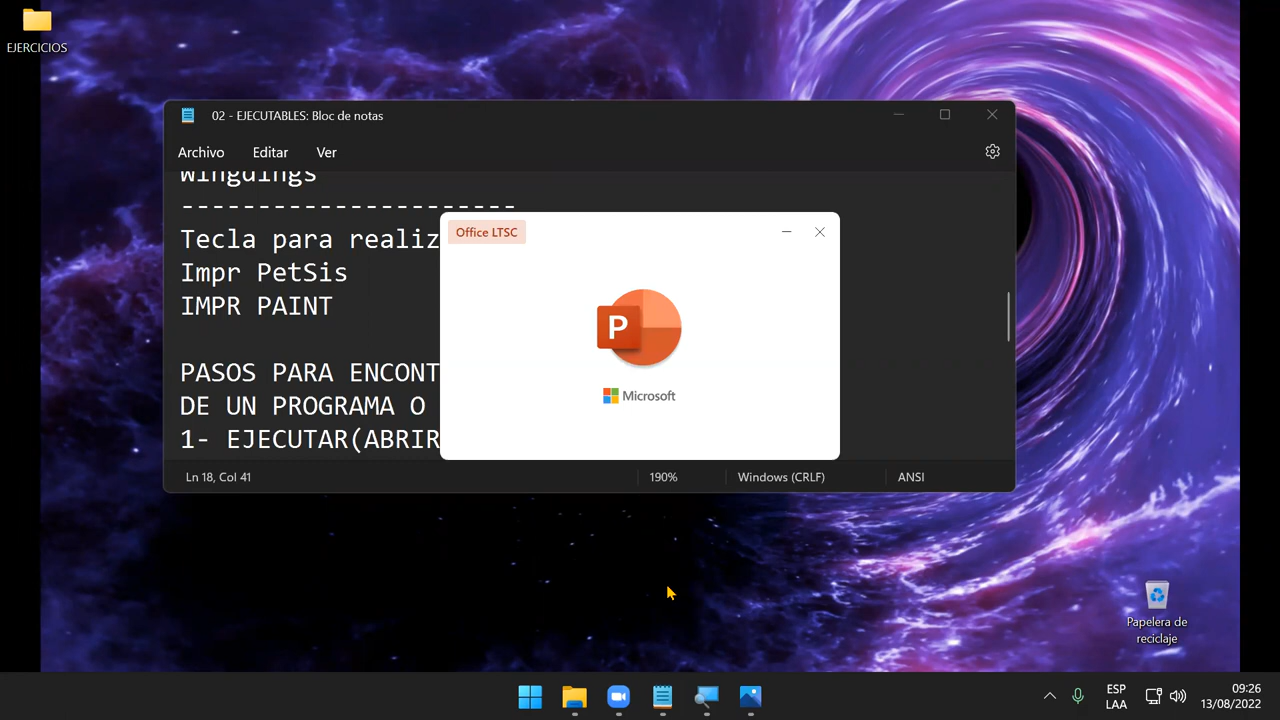 EJERCICIOS
02 - EJECUTABLES: Bloc de notas
Archivo Editar Ver
Wingdings
----------------------
Tecla para realiz
Impr PetSis
IMPR PAINT
PASOS PARA ENCONT
DE UN PROGRAMA O
1- EJECUTAR(ABRIR
Office LTSC
P
Microsoft
Ln 18, Col 41
190%
Windows (CRLF)
ANSI
Papelera de
reciclaje
ESP
LAA
09:26
13/08/2022